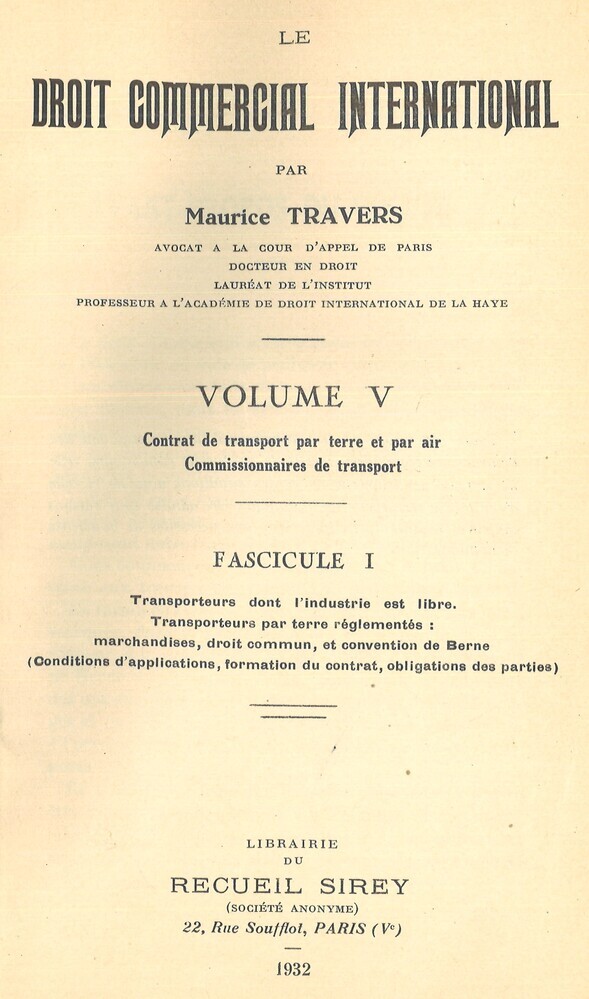 LE
DROIT COMMERCIAL INTERNATIONAL
PAR
Maurice TRAVERS
AVOCAT A LA COUR D'APPEL DE PARIS
DOCTEUR EN DROIT
LAURÉAT DE L'INSTITUT
PROFESSEUR A L'ACADÉMIE DE DROIT INTERNATIONAL DE LA HAYE
VOLUME V
Contrat de transport par terre et par air
Commissionnaires de transport
FASCICULE I
Transporteurs dont l'industrie est libre.
Transporteurs par terre réglementés :
marchandises, droit commun, et convention de Berne
(Conditions d'applications, formation du contrat, obligations des parties)
LIBRAIRIE
DU
RECUEIL SIREY
(SOCIÉTÉ ANONYME)
22, Rue Soufflot, PARIS (Vᵉ)
1932